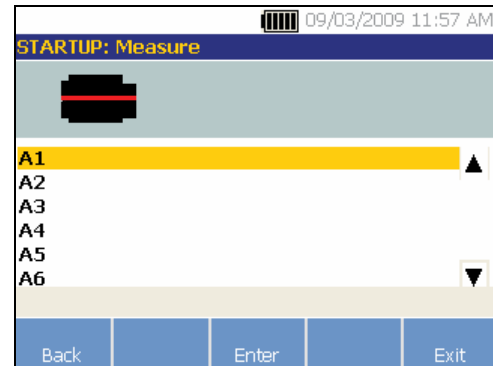 09/03/2009 11:57 AM
STARTUP: Measure
A1
A2
A3
A4
A5
A6
Back Enter Exit